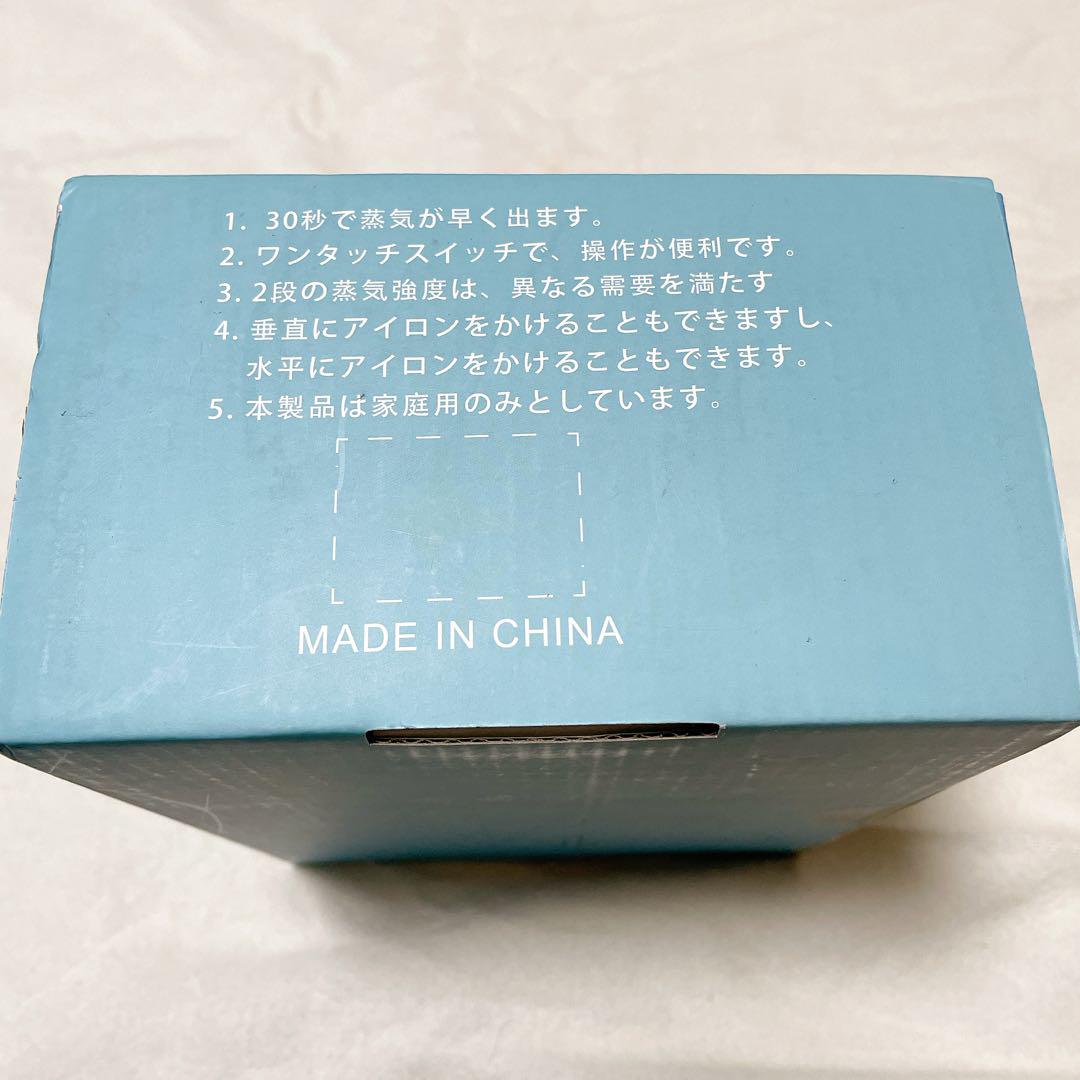 1. 30秒で蒸気が早く出ます。
2. ワンタッチスイッチで、操作が便利です。
3. 2段の蒸気強度は、異なる需要を満たす
4. 垂直にアイロンをかけることもできますし、
水平にアイロンをかけることもできます。
5. 本製品は家庭用のみとしています。
MADE IN CHINA